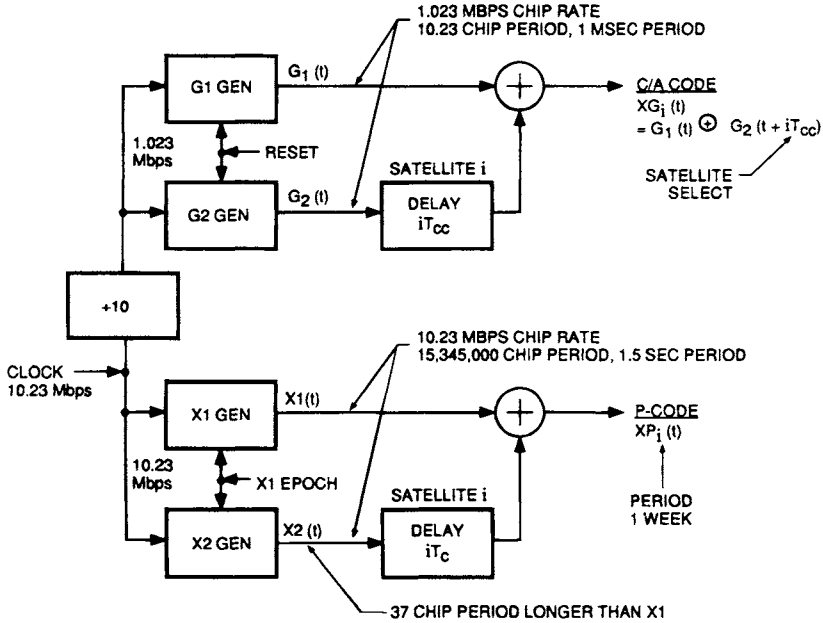 1.023 MBPS CHIP RATE
10.23 CHIP PERIOD, 1 MSEC PERIOD
G1 GEN
G1 (t)
+
C/A CODE
XGi (t)
= G1 (t) ⊕ G2 (t + iTCC)
1.023
Mbps
RESET
SATELLITE i
SATELLITE
SELECT
G2 GEN
G2 (t)
DELAY
iTCC
+10
10.23 MBPS CHIP RATE
15,345,000 CHIP PERIOD, 1.5 SEC PERIOD
CLOCK
10.23 Mbps
X1 GEN
X1(t)
+
P-CODE
XPi (t)
10.23
Mbps
X1 EPOCH
SATELLITE i
PERIOD
1 WEEK
X2 GEN
X2 (t)
DELAY
iTC
37 CHIP PERIOD LONGER THAN X1